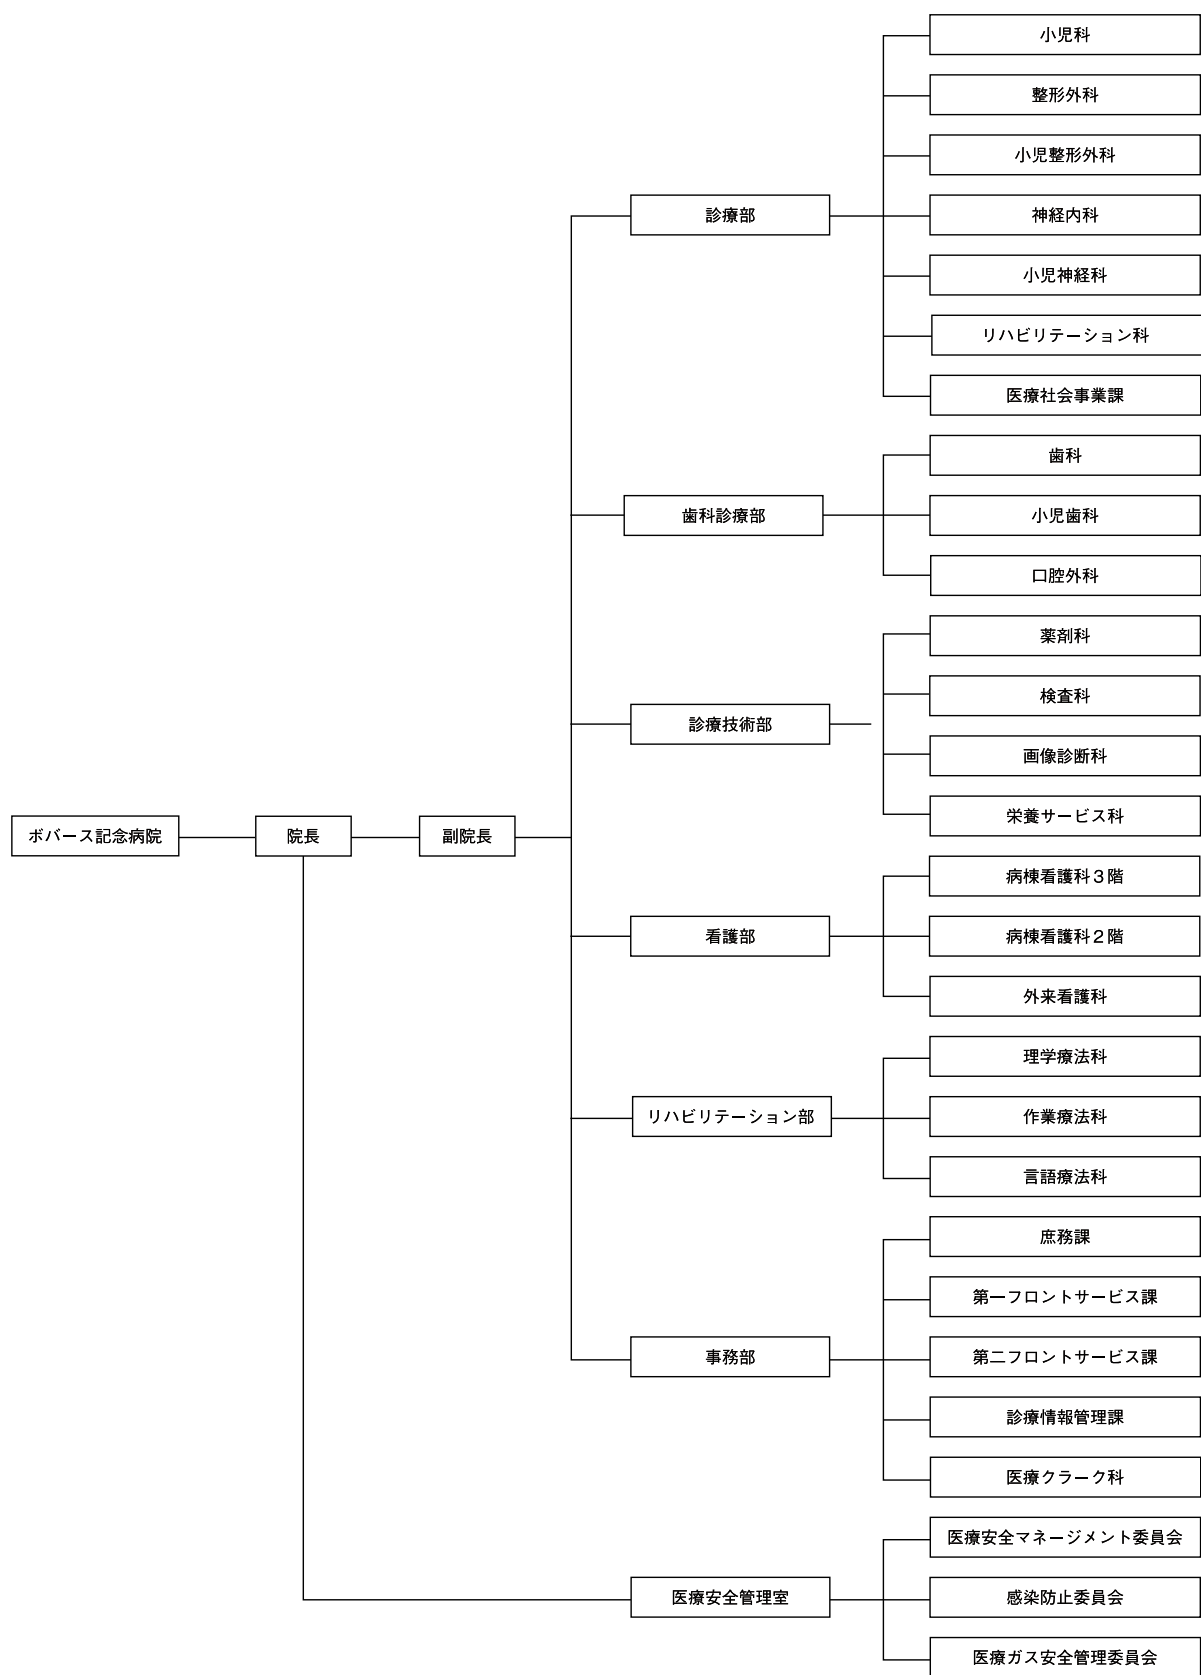 ボバース記念病院
院長
副院長
診療部
小児科
整形外科
小児整形外科
神経内科
小児神経科
リハビリテーション科
医療社会事業課
歯科診療部
歯科
小児歯科
口腔外科
診療技術部
薬剤科
検査科
画像診断科
栄養サービス科
看護部
病棟看護科３階
病棟看護科２階
外来看護科
リハビリテーション部
理学療法科
作業療法科
言語療法科
事務部
庶務課
第一フロントサービス課
第二フロントサービス課
診療情報管理課
医療クラーク科
医療安全管理室
医療安全マネージメント委員会
感染防止委員会
医療ガス安全管理委員会